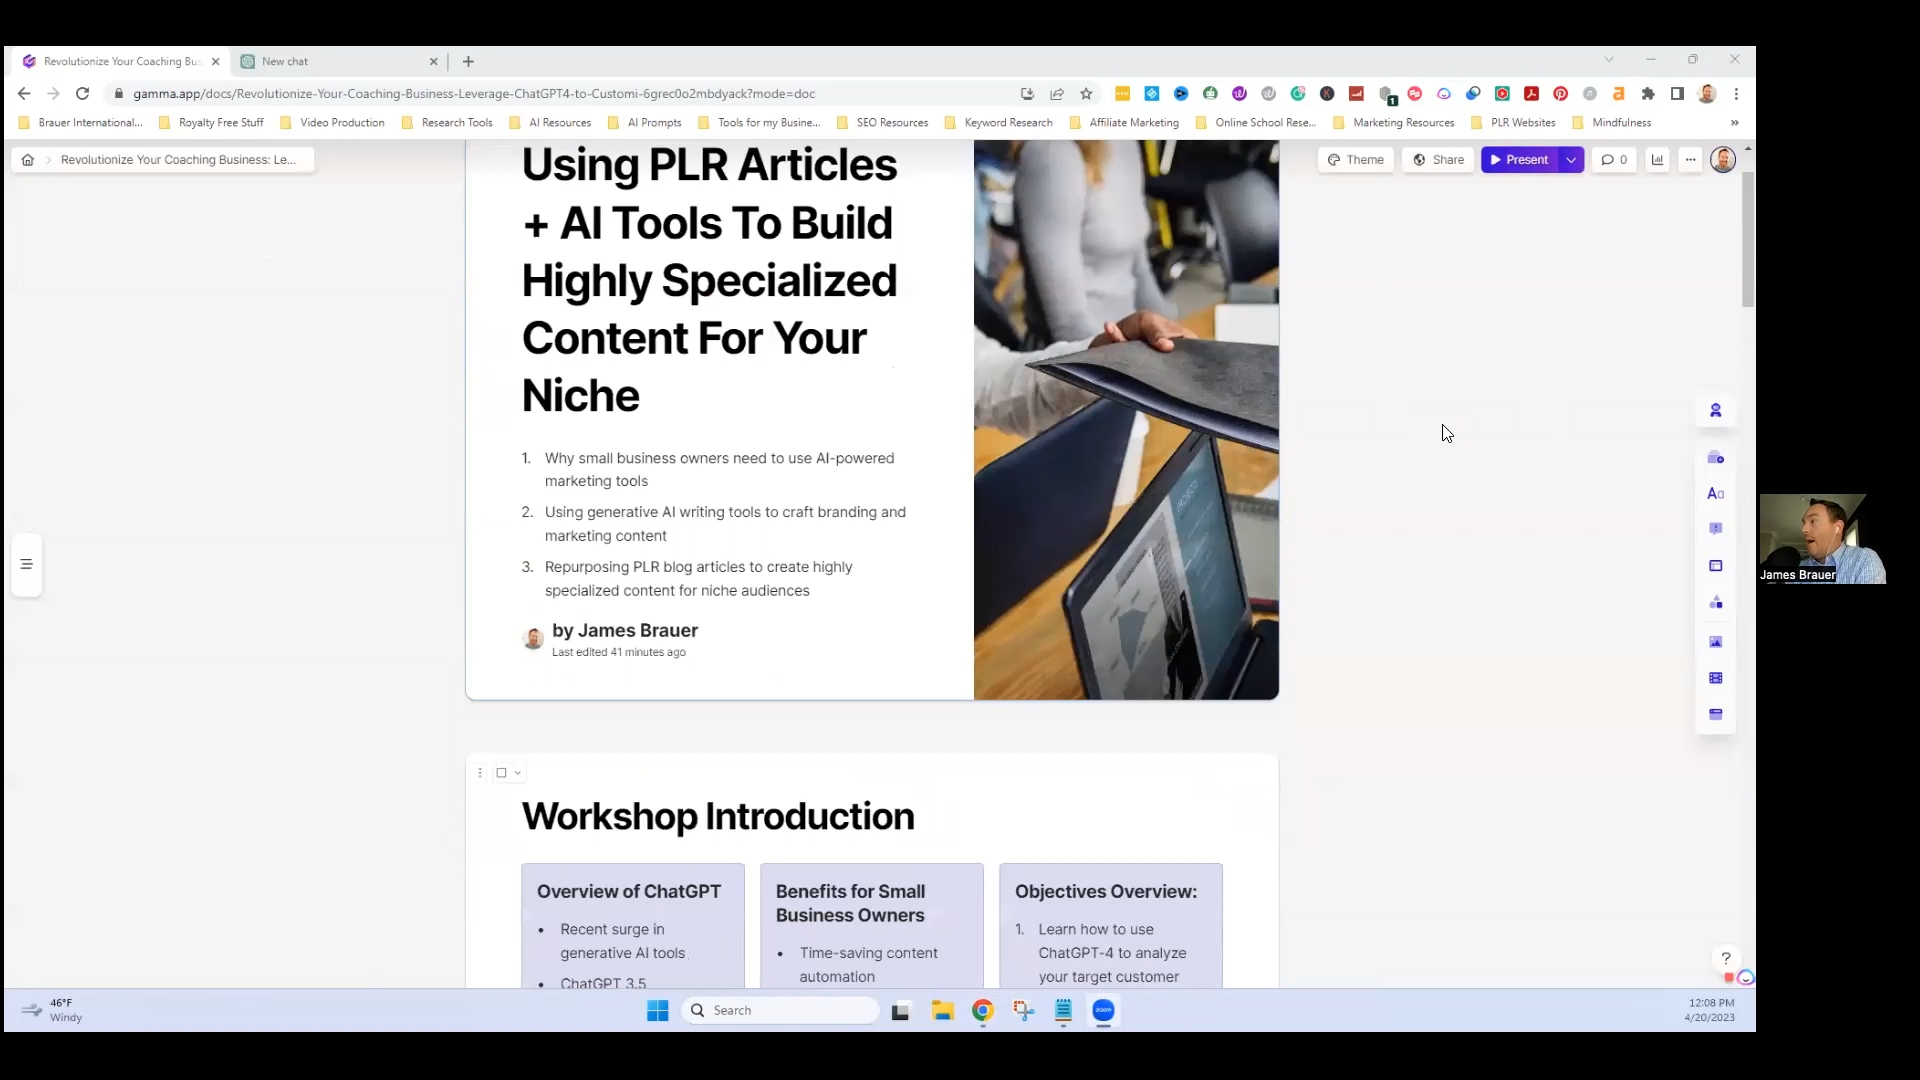 Revolutionize Your Coaching Bus
New chat
gamma.app/docs/Revolutionize-Your-Coaching-Business-Leverage-ChatGPT4-to-Customi-6grec0o2mbdyack?mode=doc
Brauer International...
Royalty Free Stuff
Video Production
Research Tools
AI Resources
AI Prompts
Tools for my Busine...
SEO Resources
Keyword Research
Affiliate Marketing
Online School Rese...
Marketing Resources
PLR Websites
Mindfulness
»
Revolutionize Your Coaching Business: Le...
Theme
Share
Present
0
Using PLR Articles
+ AI Tools To Build
Highly Specialized
Content For Your
Niche
1. Why small business owners need to use AI-powered
marketing tools
2. Using generative AI writing tools to craft branding and
marketing content
3. Repurposing PLR blog articles to create highly
specialized content for niche audiences
by James Brauer
Last edited 41 minutes ago
Aa
James Brauer
Workshop Introduction
Overview of ChatGPT
• Recent surge in
generative AI tools
• ChatGPT 3.5
Benefits for Small
Business Owners
• Time-saving content
automation
Objectives Overview:
1. Learn how to use
ChatGPT-4 to analyze
your target customer
?
46°F
Windy
Search
zoom
12:08 PM
4/20/2023